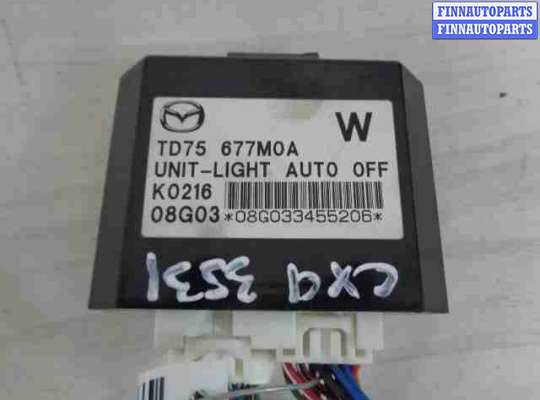 FINNAUTOPARTS
FINNAUTOPARTS
W
TD75 677M0A
UNIT-LIGHT AUTO OFF
K0216
08G03 *08G033455206*
CX9 3531